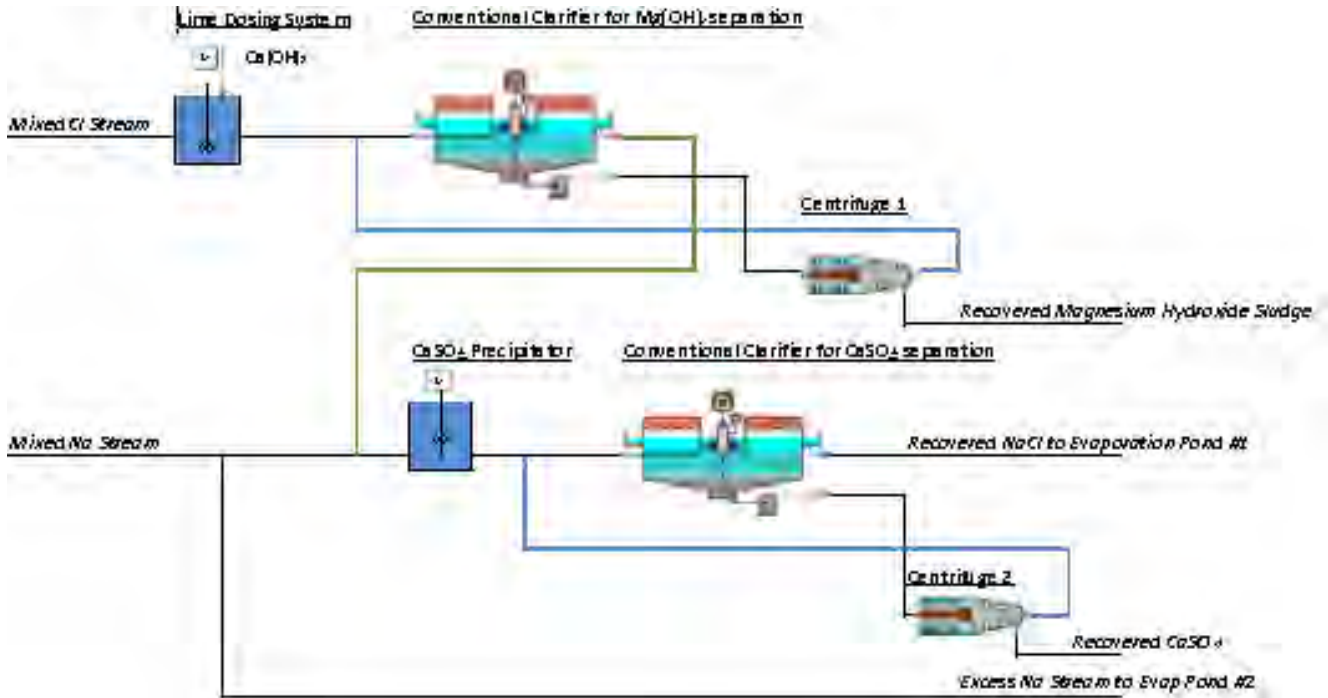 Lime Dosing System
Conventional Clarifier for Mg(OH)2 separation
Ca(OH)2
Mixed Cl Stream
Centrifuge 1
Recovered Magnesium Hydroxide Sludge
CaSO4 Precipitator
Conventional Clarifier for CaSO4 separation
Mixed Na Stream
Recovered NaCl to Evaporation Pond #1
Centrifuge 2
Recovered CaSO4
Excess Na Stream to Evap Pond #2